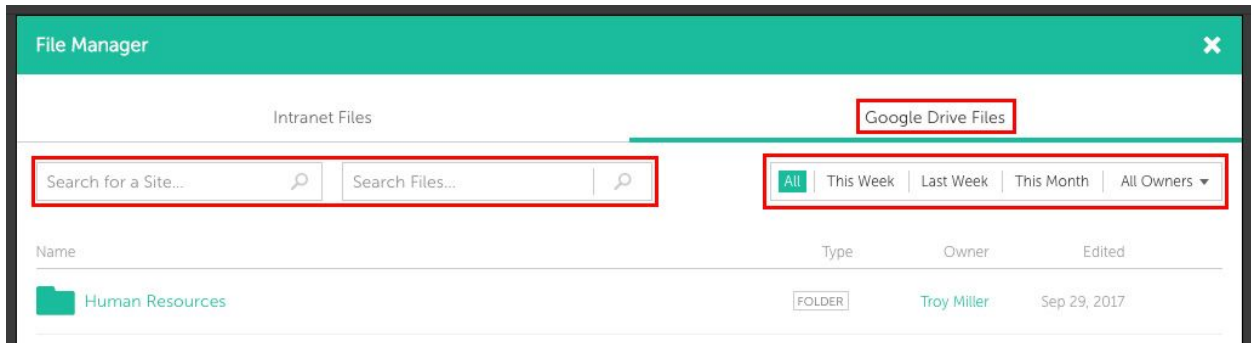 File Manager
Intranet Files Google Drive Files
Search for a Site... Search Files... All This Week Last Week This Month All Owners
Name Type Owner Edited
Human Resources FOLDER Troy Miller Sep 29, 2017